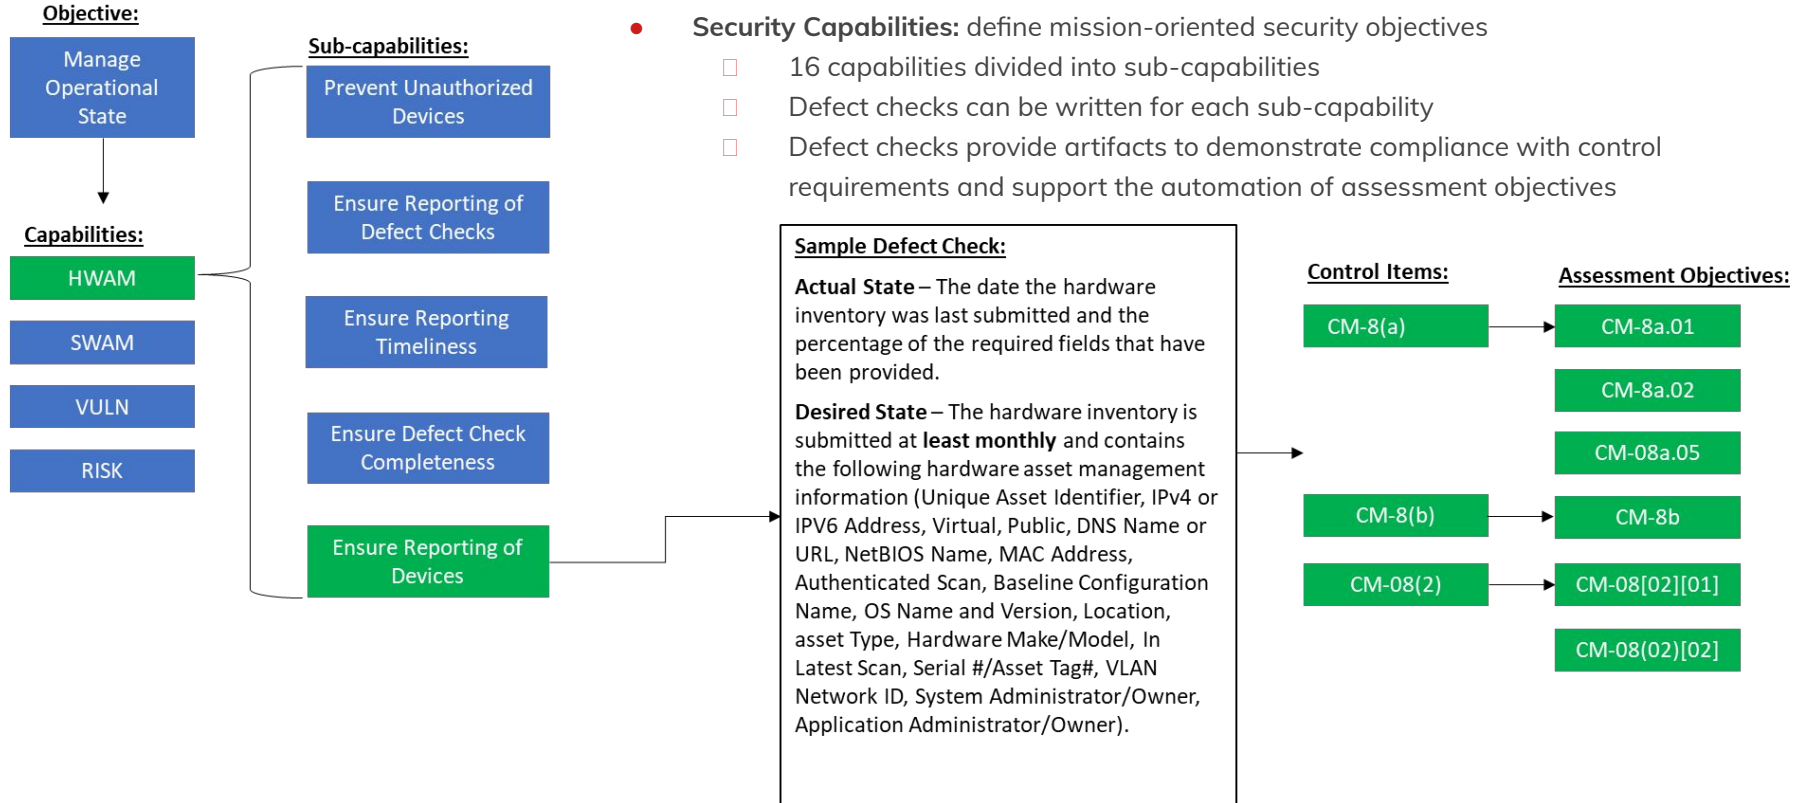 Objective:
Manage
Operational
State
Capabilities:
HWAM
SWAM
VULN
RISK
Sub-capabilities:
Prevent Unauthorized
Devices
Ensure Reporting of
Defect Checks
Ensure Reporting
Timeliness
Ensure Defect Check
Completeness
Ensure Reporting of
Devices
Security Capabilities: define mission-oriented security objectives
16 capabilities divided into sub-capabilities
Defect checks can be written for each sub-capability
Defect checks provide artifacts to demonstrate compliance with control
requirements and support the automation of assessment objectives
Sample Defect Check:
Actual State – The date the hardware
inventory was last submitted and the
percentage of the required fields that have
been provided.
Desired State – The hardware inventory is
submitted at least monthly and contains
the following hardware asset management
information (Unique Asset Identifier, IPv4 or
IPV6 Address, Virtual, Public, DNS Name or
URL, NetBIOS Name, MAC Address,
Authenticated Scan, Baseline Configuration
Name, OS Name and Version, Location,
asset Type, Hardware Make/Model, In
Latest Scan, Serial #/Asset Tag#, VLAN
Network ID, System Administrator/Owner,
Application Administrator/Owner).
Control Items:
CM-8(a)
CM-8(b)
CM-08(2)
Assessment Objectives:
CM-8a.01
CM-8a.02
CM-08a.05
CM-8b
CM-08[02][01]
CM-08(02)[02]